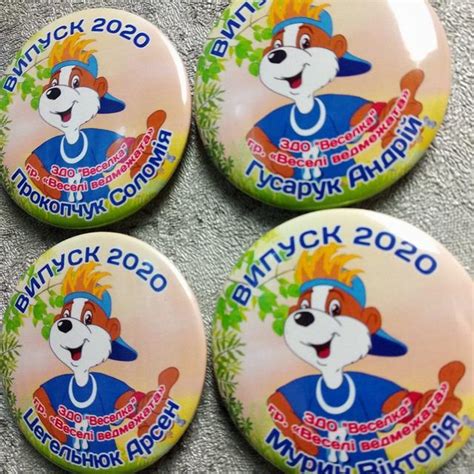 ВИПУСК 2020
ЗДО "Веселка"
гр. «Веселі ведмежата»
Прокопчук Соломія
ВИПУСК 2020
ЗДО "Веселка"
гр. «Веселі ведмежата»
Гусарук Андрій
ВИПУСК 2020
ЗДО "Веселка"
гр. «Веселі ведмежата»
Цегельнюк Арсен
ВИПУСК 2020
ЗДО "Веселка"
гр. «Веселі ведмежата»
Вікторія